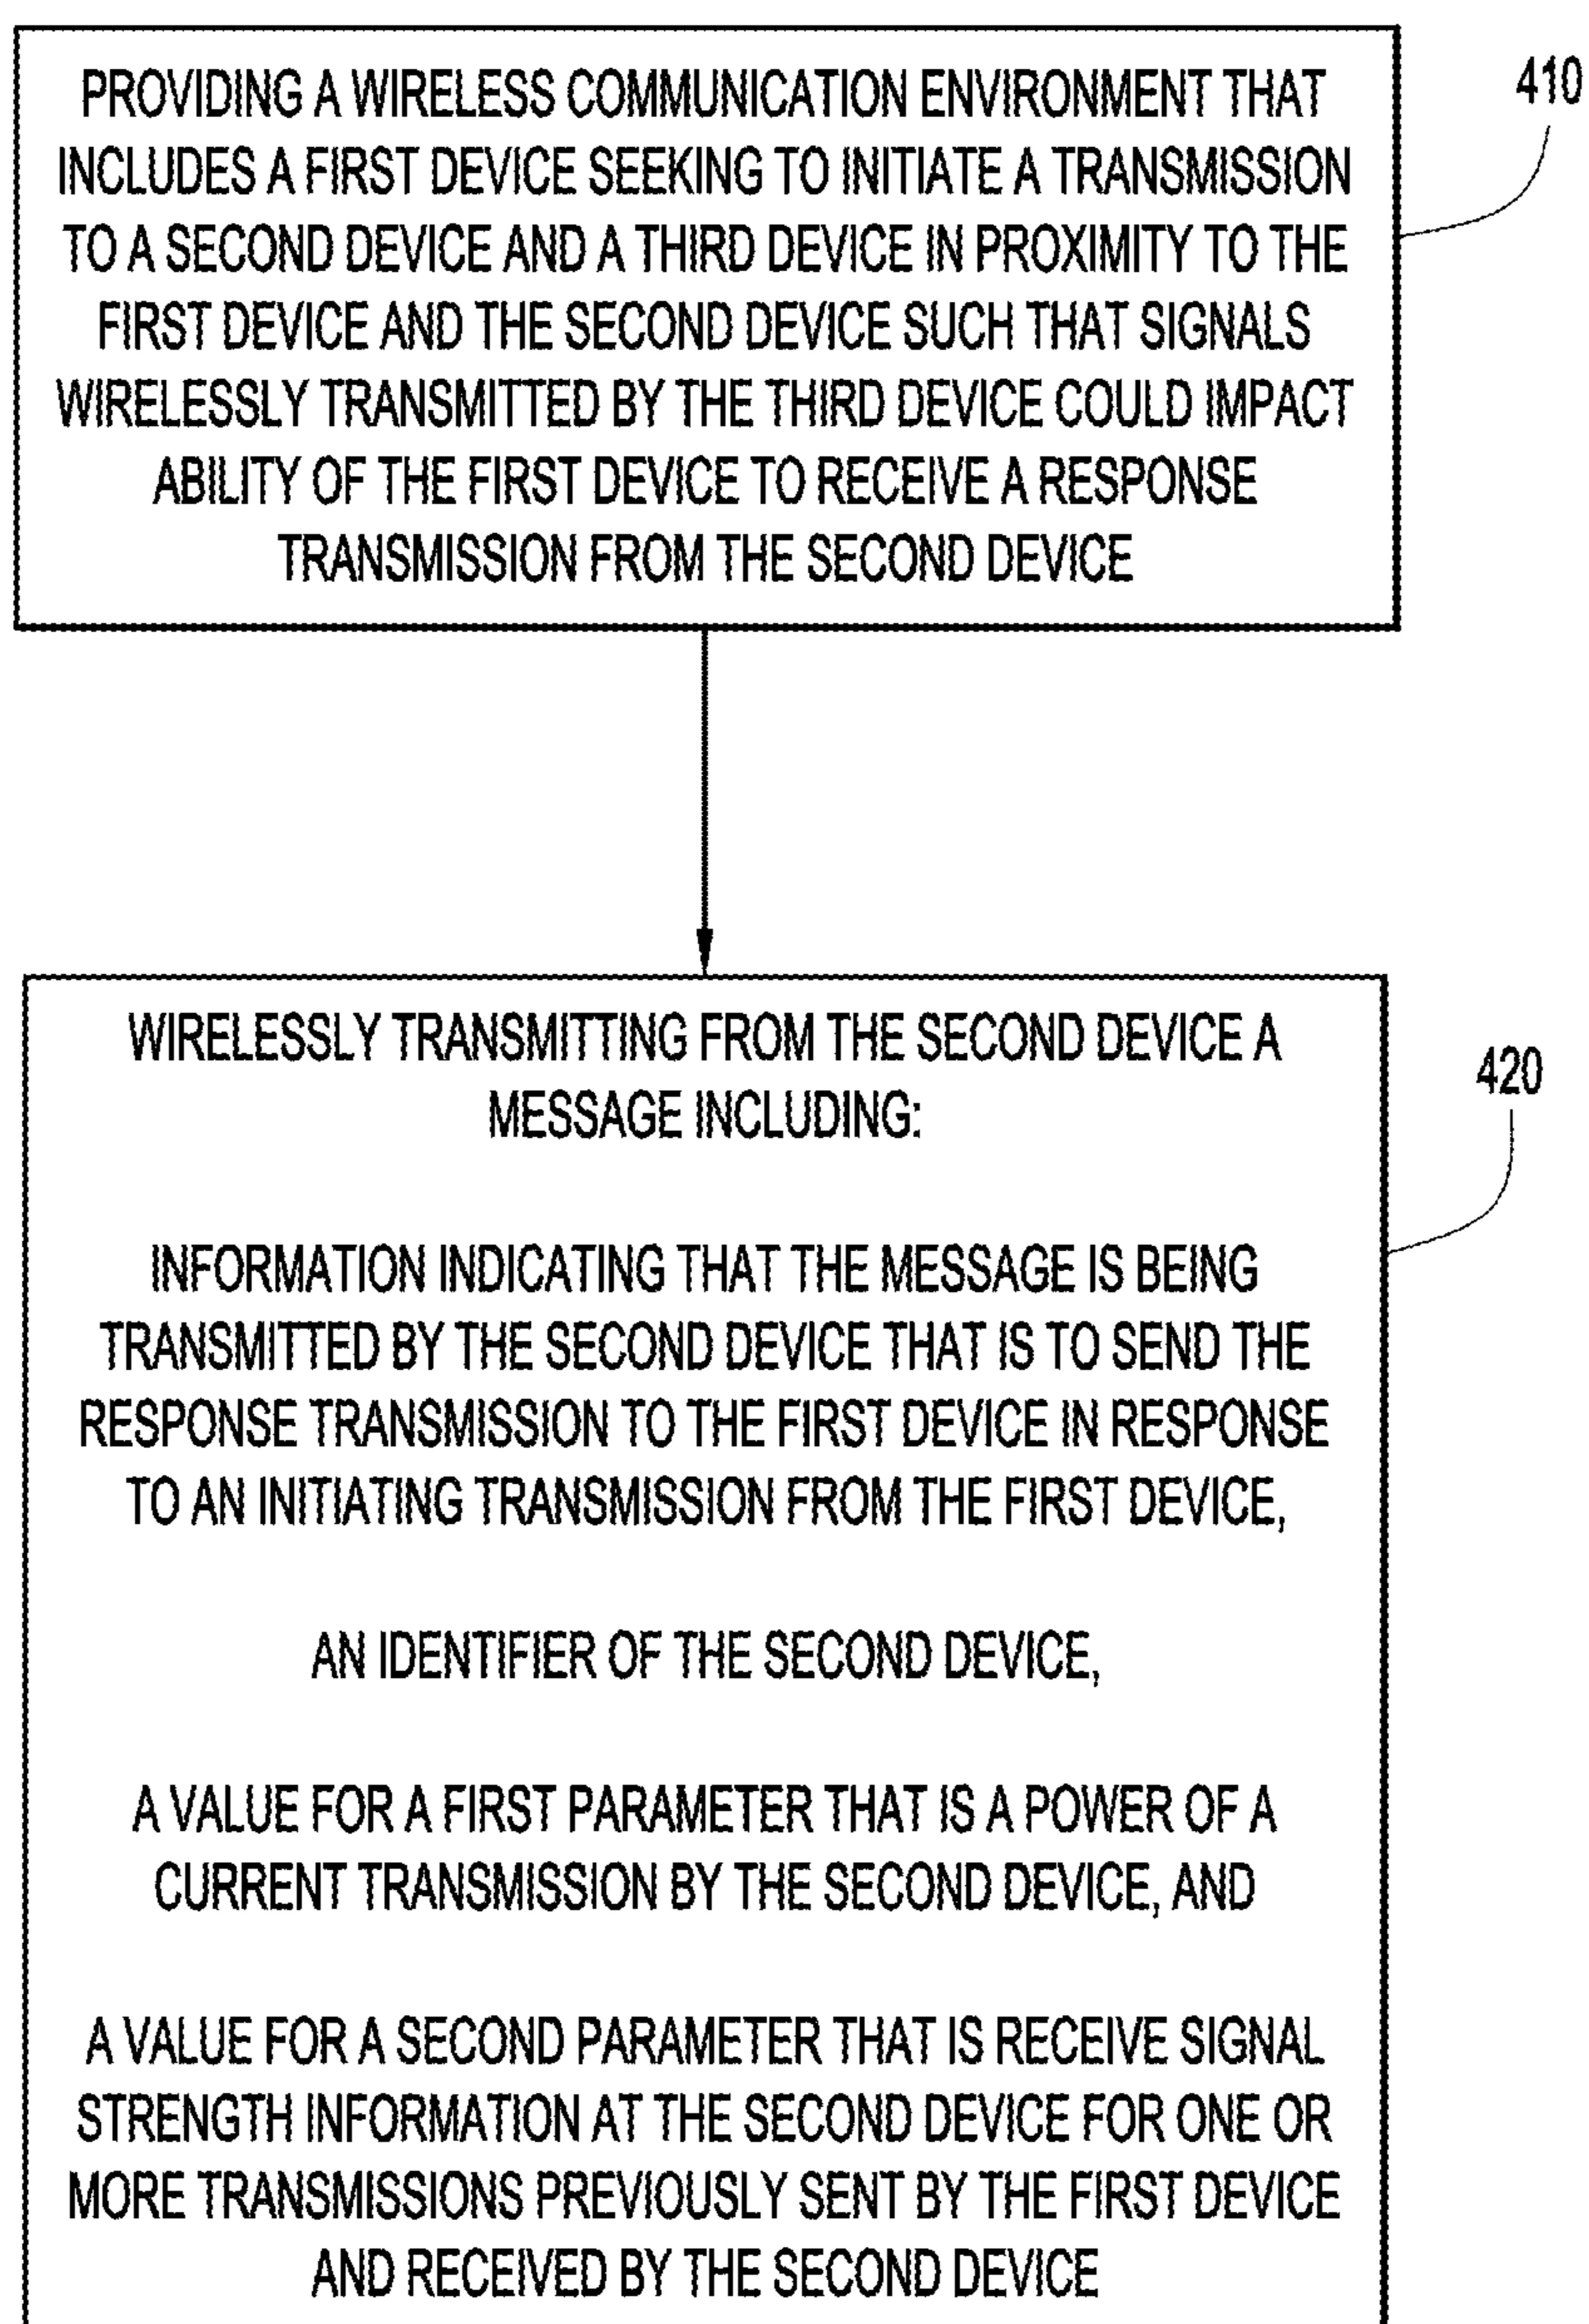 PROVIDING A WIRELESS COMMUNICATION ENVIRONMENT THAT
INCLUDES A FIRST DEVICE SEEKING TO INITIATE A TRANSMISSION
TO A SECOND DEVICE AND A THIRD DEVICE IN PROXIMITY TO THE
FIRST DEVICE AND THE SECOND DEVICE SUCH THAT SIGNALS
WIRELESSLY TRANSMITTED BY THE THIRD DEVICE COULD IMPACT
ABILITY OF THE FIRST DEVICE TO RECEIVE A RESPONSE
TRANSMISSION FROM THE SECOND DEVICE
410
WIRELESSLY TRANSMITTING FROM THE SECOND DEVICE A
MESSAGE INCLUDING:
INFORMATION INDICATING THAT THE MESSAGE IS BEING
TRANSMITTED BY THE SECOND DEVICE THAT IS TO SEND THE
RESPONSE TRANSMISSION TO THE FIRST DEVICE IN RESPONSE
TO AN INITIATING TRANSMISSION FROM THE FIRST DEVICE,
AN IDENTIFIER OF THE SECOND DEVICE,
A VALUE FOR A FIRST PARAMETER THAT IS A POWER OF A
CURRENT TRANSMISSION BY THE SECOND DEVICE, AND
A VALUE FOR A SECOND PARAMETER THAT IS RECEIVE SIGNAL
STRENGTH INFORMATION AT THE SECOND DEVICE FOR ONE OR
MORE TRANSMISSIONS PREVIOUSLY SENT BY THE FIRST DEVICE
AND RECEIVED BY THE SECOND DEVICE
420